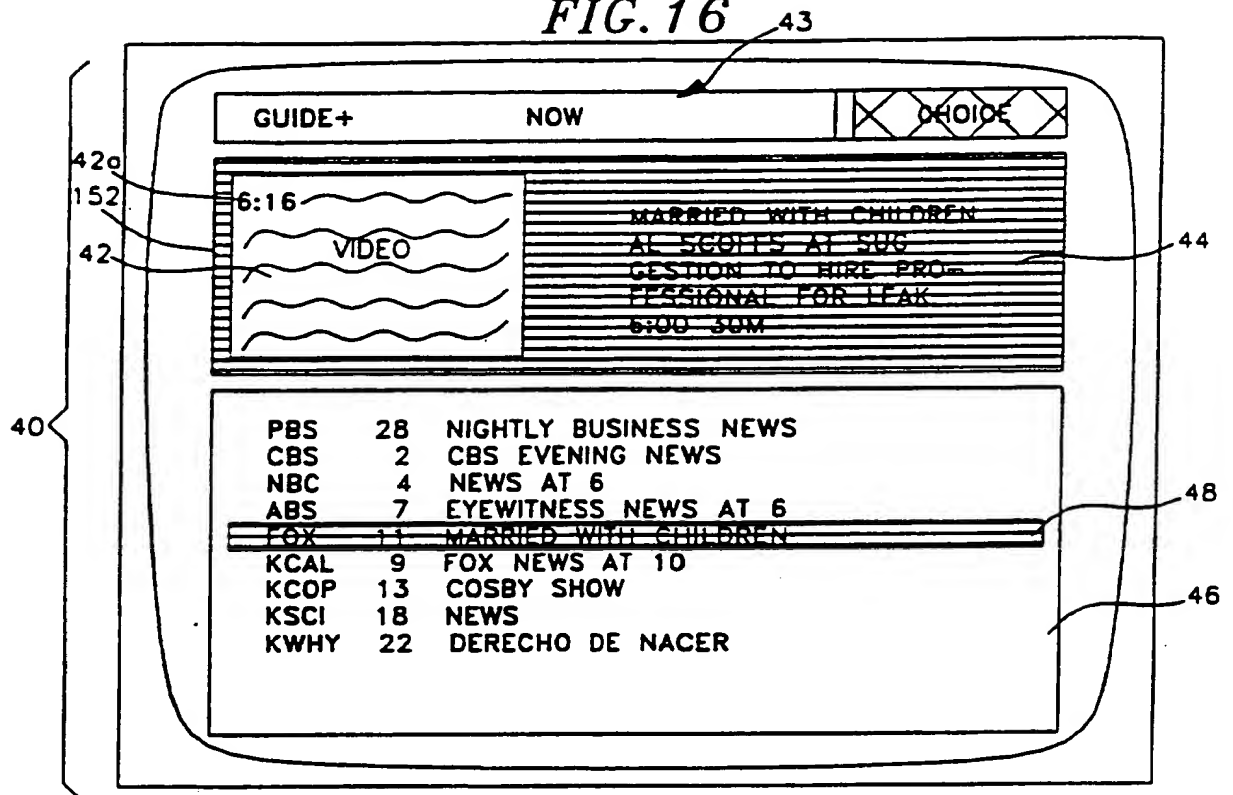 FIG. 16
43
GUIDE+ NOW CHOICE
42a
6:16
152
VIDEO
42
MARRIED WITH CHILDREN
AL SCOFFS AT SUG
GESTION TO HIRE PRO-
FESSIONAL FOR LEAK
6:00 30M
44
40
PBS 28 NIGHTLY BUSINESS NEWS
CBS 2 CBS EVENING NEWS
NBC 4 NEWS AT 6
ABS 7 EYEWITNESS NEWS AT 6
48
FOX 11 MARRIED WITH CHILDREN
KCAL 9 FOX NEWS AT 10
KCOP 13 COSBY SHOW
46
KSCI 18 NEWS
KWHY 22 DERECHO DE NACER